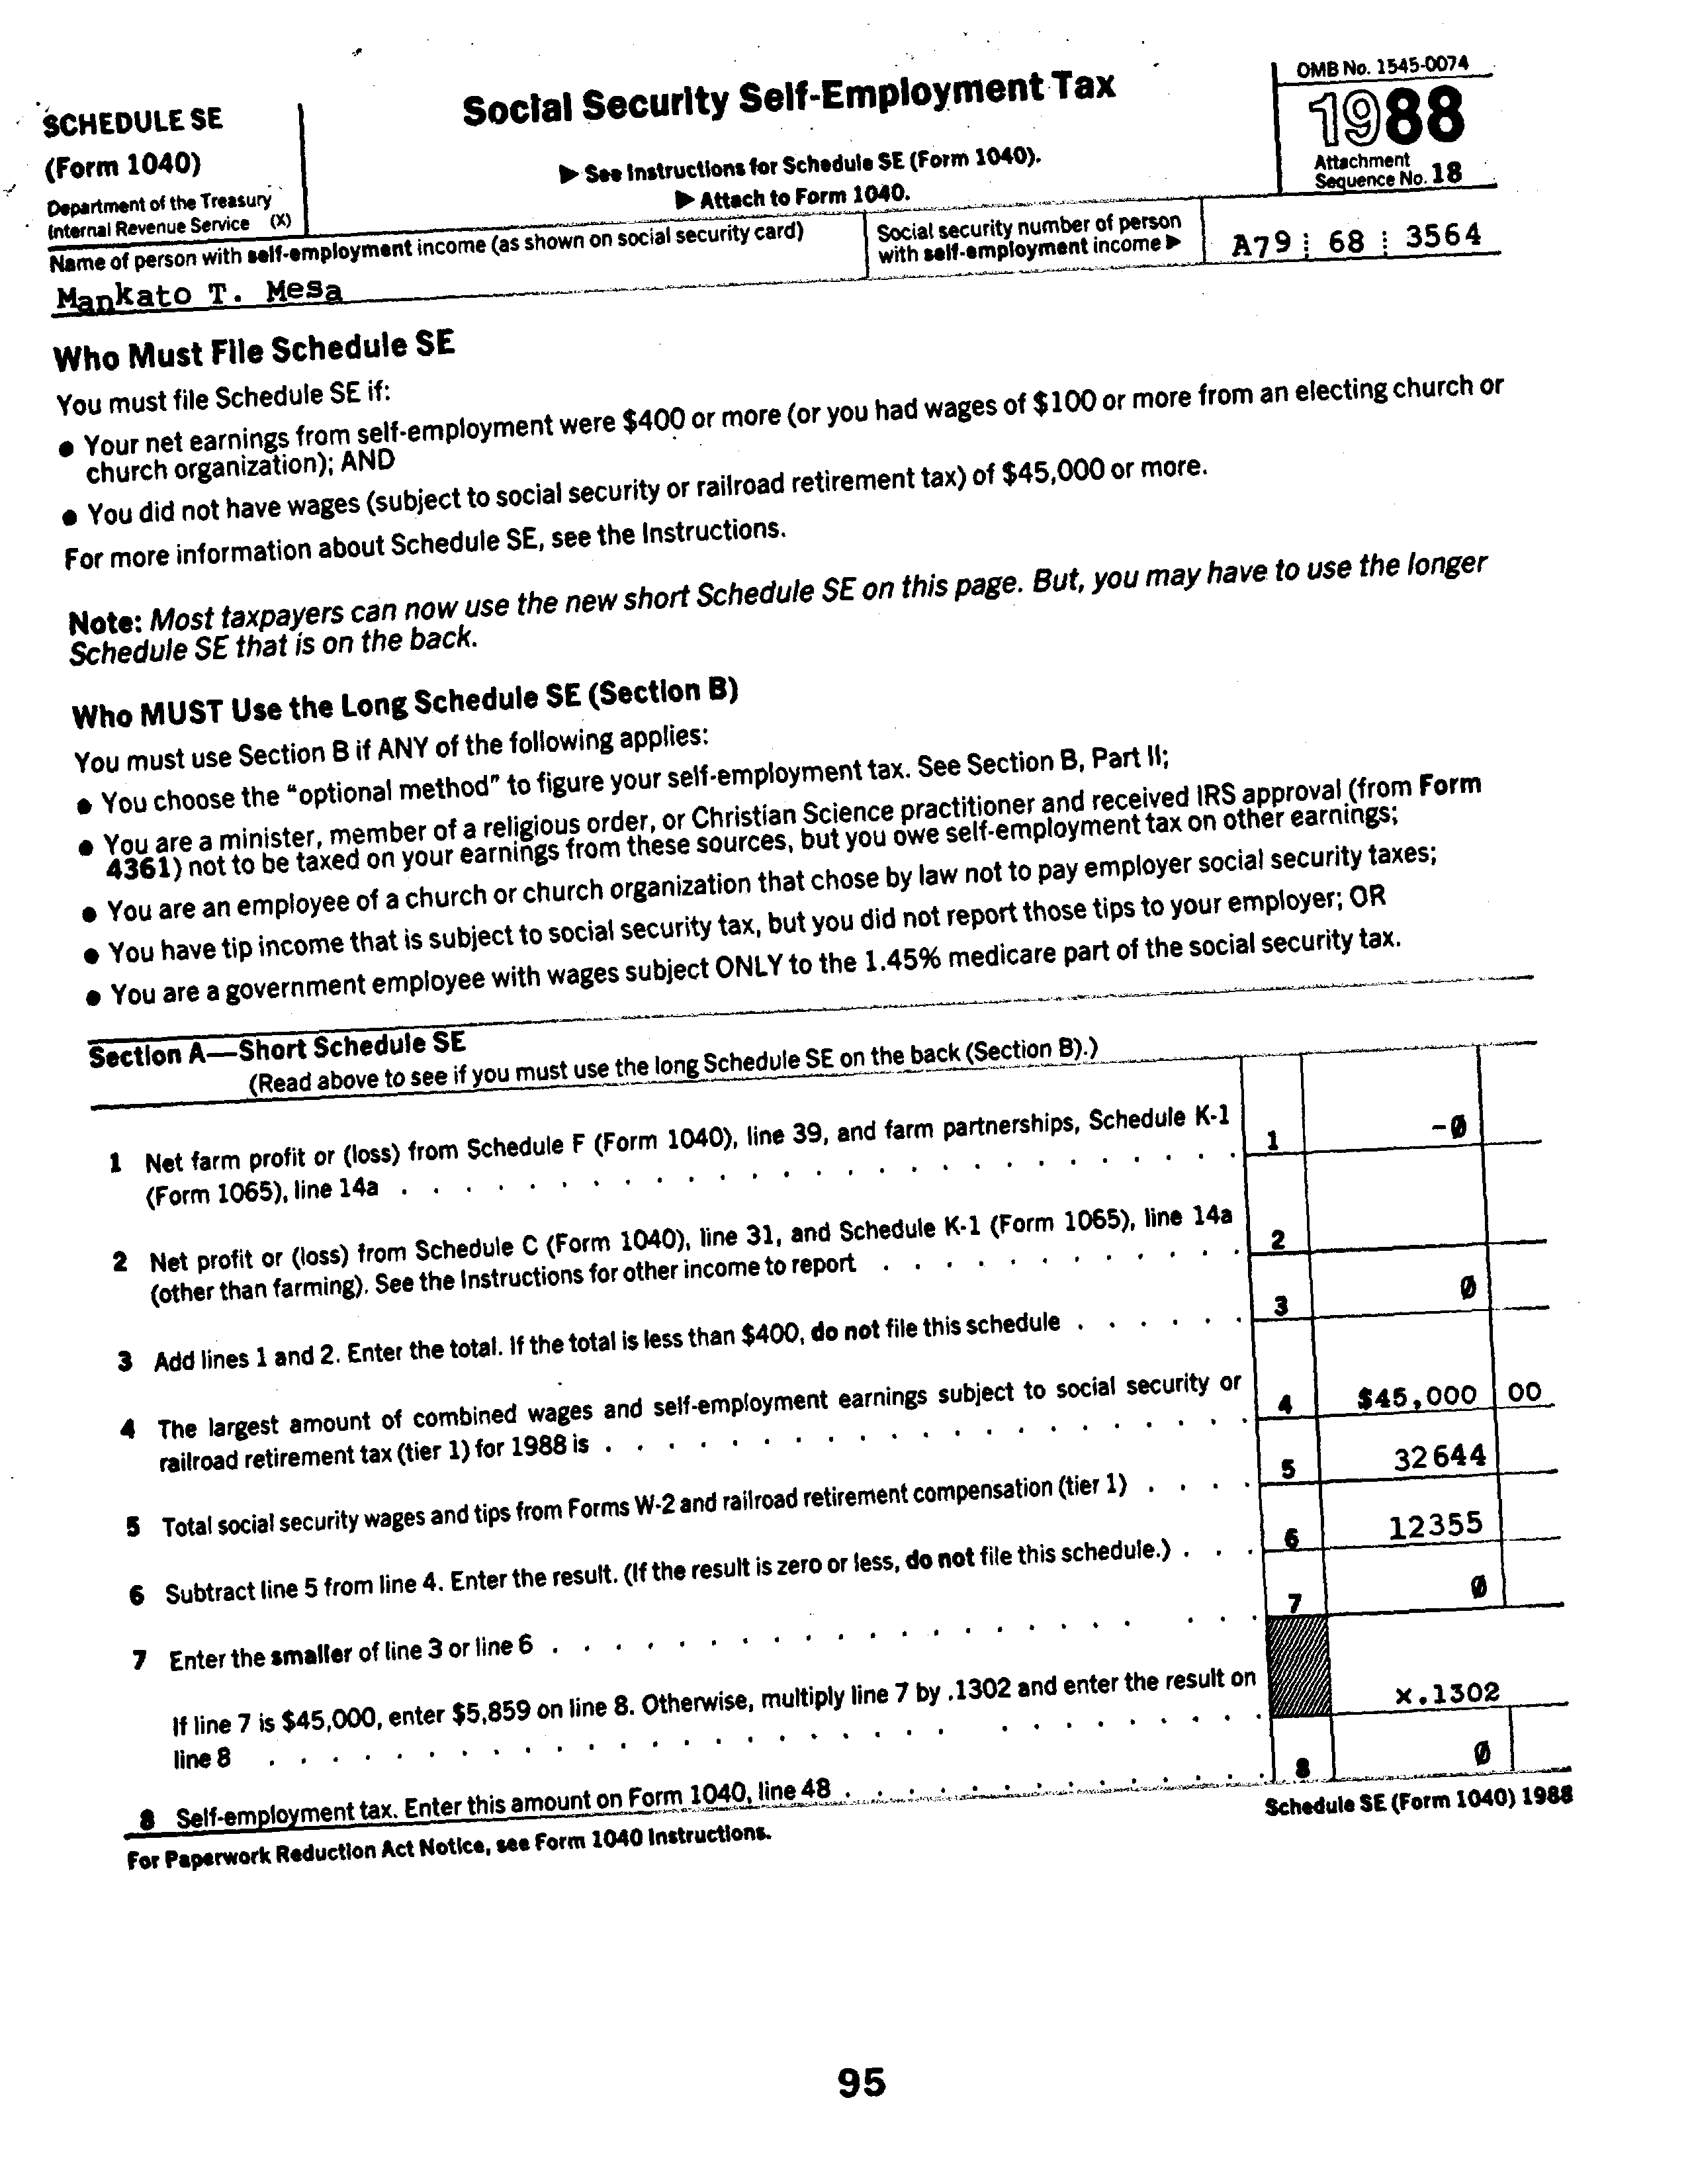 SCHEDULE SE
(Form 1040)
Department of the Treasury
Internal Revenue Service (X)
Social Security Self-Employment Tax
▶ See Instructions for Schedule SE (Form 1040).
▶ Attach to Form 1040.
OMB No. 1545-0074
1988
Attachment
Sequence No. 18
Name of person with self-employment income (as shown on social security card)
Mankato T. Mesa
Social security number of person
with self-employment income ▶
A79 68 3564
Who Must File Schedule SE
You must file Schedule SE if:
● Your net earnings from self-employment were $400 or more (or you had wages of $100 or more from an electing church or
church organization); AND
● You did not have wages (subject to social security or railroad retirement tax) of $45,000 or more.
For more information about Schedule SE, see the Instructions.
Note: Most taxpayers can now use the new short Schedule SE on this page. But, you may have to use the longer
Schedule SE that is on the back.
Who MUST Use the Long Schedule SE (Section B)
You must use Section B if ANY of the following applies:
● You choose the “optional method” to figure your self-employment tax. See Section B, Part II;
● You are a minister, member of a religious order, or Christian Science practitioner and received IRS approval (from Form
4361) not to be taxed on your earnings from these sources, but you owe self-employment tax on other earnings;
● You are an employee of a church or church organization that chose by law not to pay employer social security taxes;
● You have tip income that is subject to social security tax, but you did not report those tips to your employer; OR
● You are a government employee with wages subject ONLY to the 1.45% medicare part of the social security tax.
Section A—Short Schedule SE
(Read above to see if you must use the long Schedule SE on the back (Section B).)
1 Net farm profit or (loss) from Schedule F (Form 1040), line 39, and farm partnerships, Schedule K-1
(Form 1065), line 14a . . . . . . . . . . . . . . . . . . . . . . . . . . . 1 -Ø
2 Net profit or (loss) from Schedule C (Form 1040), line 31, and Schedule K-1 (Form 1065), line 14a
(other than farming). See the Instructions for other income to report . . . . . . . . . . . . 2
3 Add lines 1 and 2. Enter the total. If the total is less than $400, do not file this schedule . . . . . . 3 Ø
4 The largest amount of combined wages and self-employment earnings subject to social security or
railroad retirement tax (tier 1) for 1988 is . . . . . . . . . . . . . . . . . . . . . 4 $45,000 00
5 Total social security wages and tips from Forms W-2 and railroad retirement compensation (tier 1) . . . . 5 32644
6 Subtract line 5 from line 4. Enter the result. (If the result is zero or less, do not file this schedule.) . . . 6 12355
7 Enter the smaller of line 3 or line 6 . . . . . . . . . . . . . . . . . . . . . . 7 Ø
If line 7 is $45,000, enter $5,859 on line 8. Otherwise, multiply line 7 by .1302 and enter the result on
line 8 . . . . . . . . . . . . . . . . . . . . . . . . . . . . . . x.1302
8 Self-employment tax. Enter this amount on Form 1040, line 48 . . . . . . . . . . . . . . 8 Ø
For Paperwork Reduction Act Notice, see Form 1040 Instructions.
Schedule SE (Form 1040) 1988
95